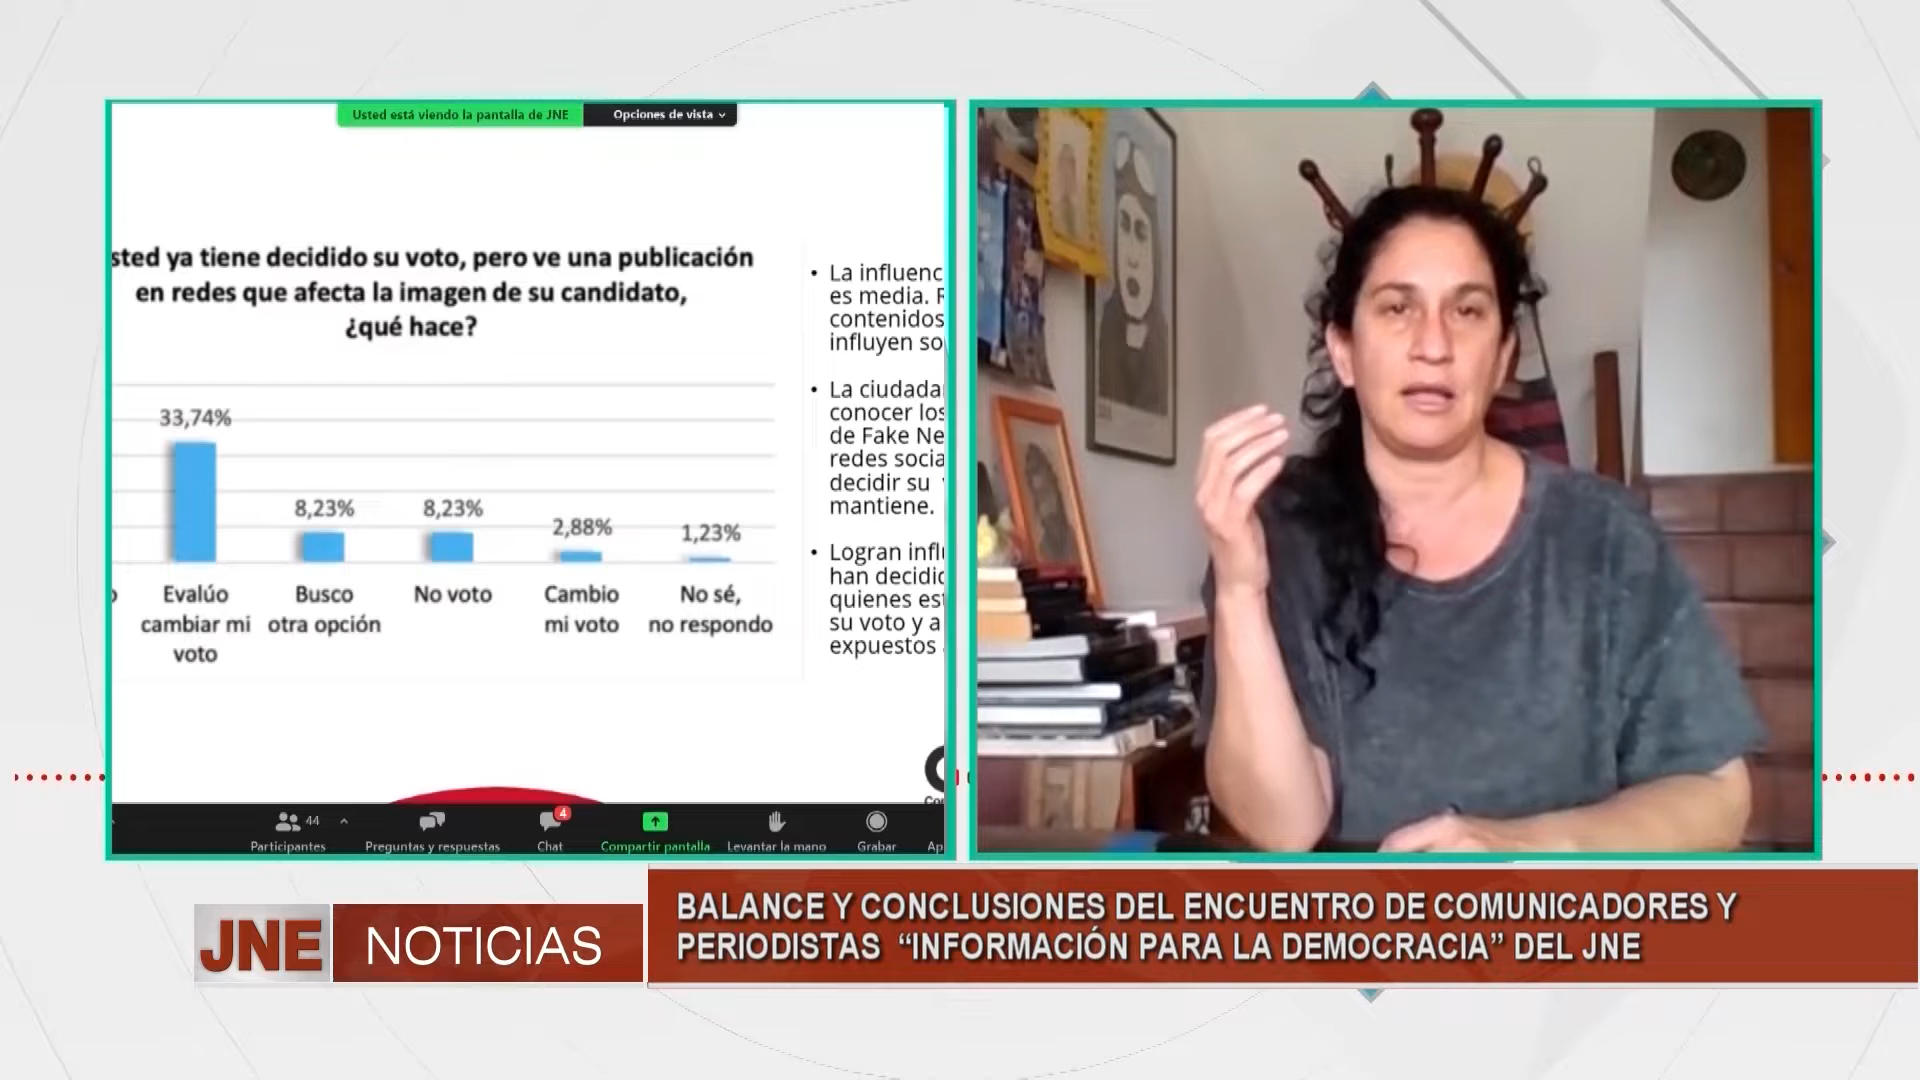 Usted está viendo la pantalla de JNE
Opciones de vista
sted ya tiene decidido su voto, pero ve una publicación
en redes que afecta la imagen de su candidato,
¿qué hace?
33,74%
8,23%
8,23%
2,88%
1,23%
Evalúo
cambiar mi
voto
Busco
otra opción
No voto
Cambio
mi voto
No sé,
no respondo
• La influenc
es media. R
contenidos
influyen so
• La ciudada
conocer los
de Fake Ne
redes socia
decidir su v
mantiene.
• Logran influ
han decidid
quienes est
su voto y a
expuestos
44
Participantes
Preguntas y respuestas
4
Chat
Compartir pantalla
Levantar la mano
Grabar
Ap
JNE NOTICIAS
BALANCE Y CONCLUSIONES DEL ENCUENTRO DE COMUNICADORES Y
PERIODISTAS “INFORMACIÓN PARA LA DEMOCRACIA” DEL JNE